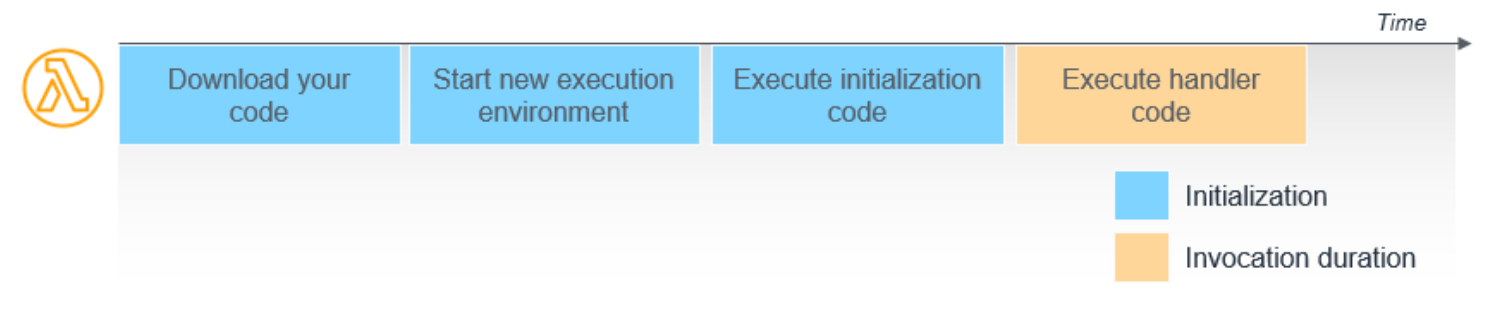 Time
Download your
code
Start new execution
environment
Execute initialization
code
Execute handler
code
Initialization
Invocation duration